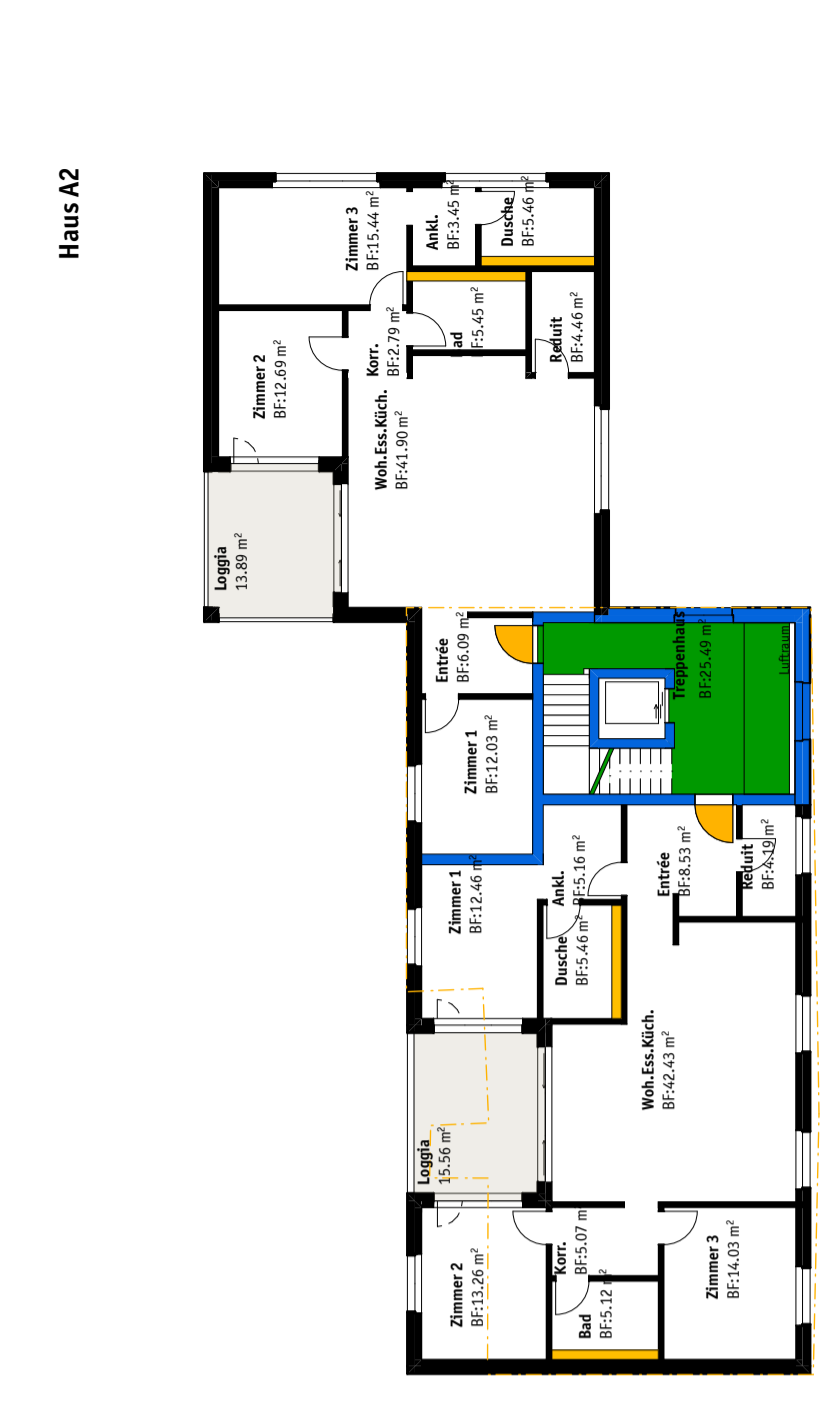 Haus A2
Zimmer 3
BF:15.44 m²
Ankl.
BF:3.45 m²
Dusche
BF:5.46 m²
Zimmer 2
BF:12.69 m²
Korr.
BF:2.79 m²
ad
F:5.45 m²
Reduit
BF:4.46 m²
Woh.Ess.Küch.
BF:41.90 m²
Loggia
13.89 m²
Entrée
BF:6.09 m²
Treppenhaus
BF:25.49 m²
Luftraum
Zimmer 1
BF:12.03 m²
Zimmer 1
BF:12.46 m²
Ankl.
BF:5.16 m²
Entrée
BF:8.53 m²
Reduit
BF:4.19 m²
Dusche
BF:5.46 m²
Woh.Ess.Küch.
BF:42.43 m²
Loggia
15.56 m²
Zimmer 2
BF:13.26 m²
Korr.
BF:5.07 m
Bad
BF:5.12 m²
Zimmer 3
BF:14.03 m²